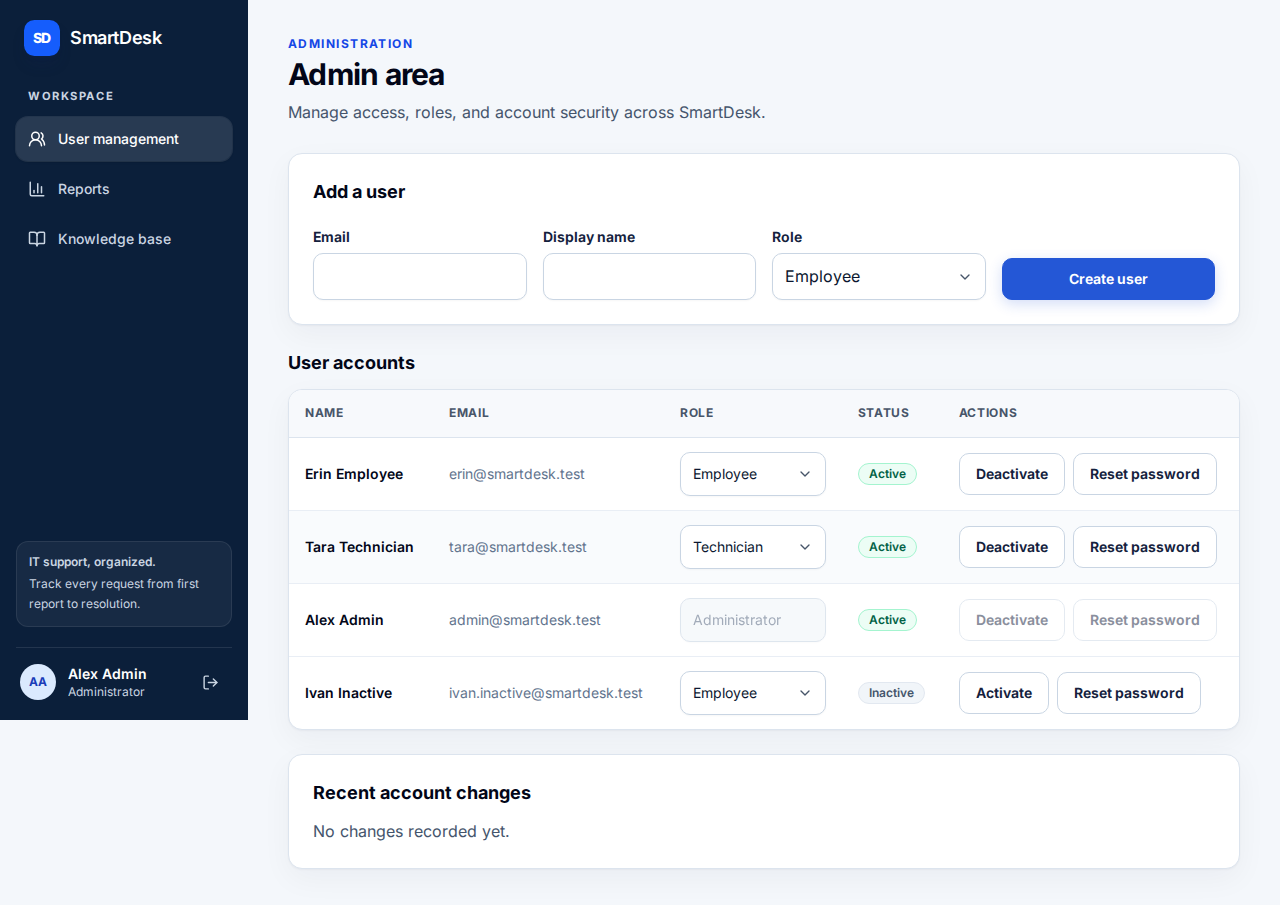 SD SmartDesk
WORKSPACE
User management
Reports
Knowledge base
IT support, organized.
Track every request from first
report to resolution.
AA Alex Admin
Administrator
ADMINISTRATION
Admin area
Manage access, roles, and account security across SmartDesk.
Add a user
Email Display name Role
Employee Create user
User accounts
NAME EMAIL ROLE STATUS ACTIONS
Erin Employee erin@smartdesk.test Employee Active Deactivate Reset password
Tara Technician tara@smartdesk.test Technician Active Deactivate Reset password
Alex Admin admin@smartdesk.test Administrator Active Deactivate Reset password
Ivan Inactive ivan.inactive@smartdesk.test Employee Inactive Activate Reset password
Recent account changes
No changes recorded yet.